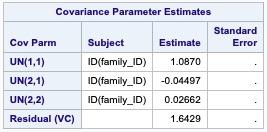 Covariance Parameter Estimates
Cov Parm Subject Estimate Standard Error
UN(1,1) ID(family_ID) 1.0870 .
UN(2,1) ID(family_ID) -0.04497 .
UN(2,2) ID(family_ID) 0.02662 .
Residual (VC) 1.6429 .